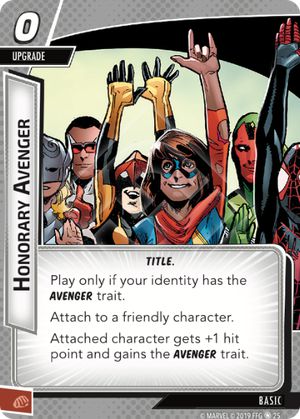 0
UPGRADE
HONORARY AVENGER
TITLE.
Play only if your identity has the
AVENGER trait.
Attach to a friendly character.
Attached character gets +1 hit
point and gains the AVENGER trait.
BASIC
© MARVEL © 2019 FFG 25